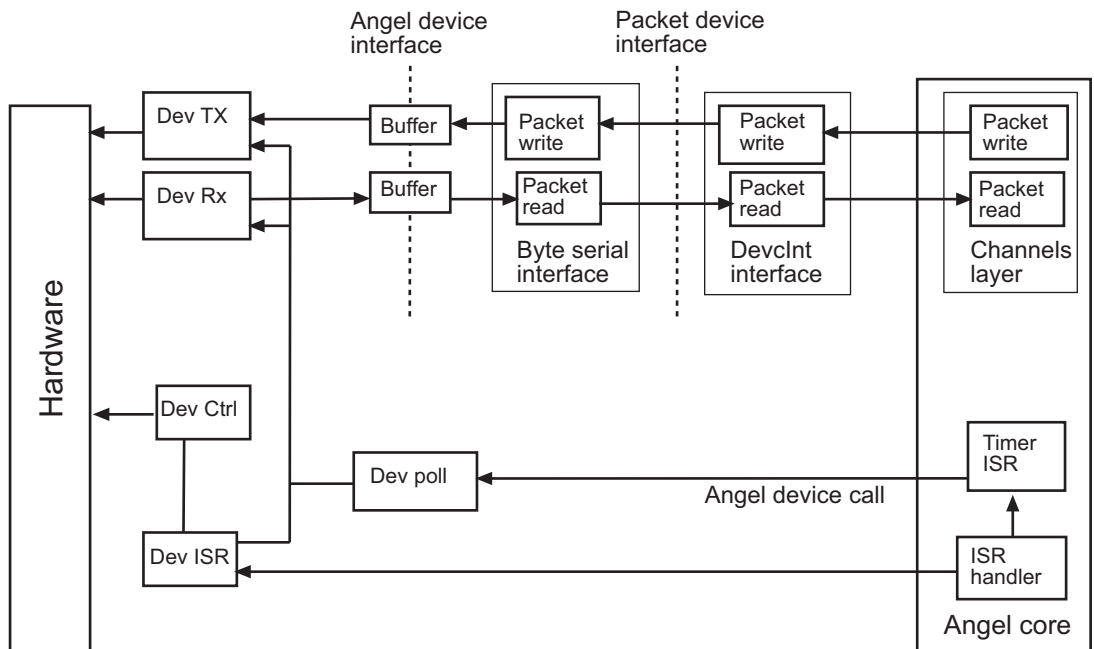 Angel device
interface
Packet device
interface
Dev TX
Buffer
Packet
write
Packet
write
Packet
write
Dev Rx
Buffer
Packet
read
Packet
read
Packet
read
Byte serial
interface
DevcInt
interface
Channels
layer
Hardware
Dev Ctrl
Timer
ISR
Dev poll
Angel device call
Dev ISR
ISR
handler
Angel core